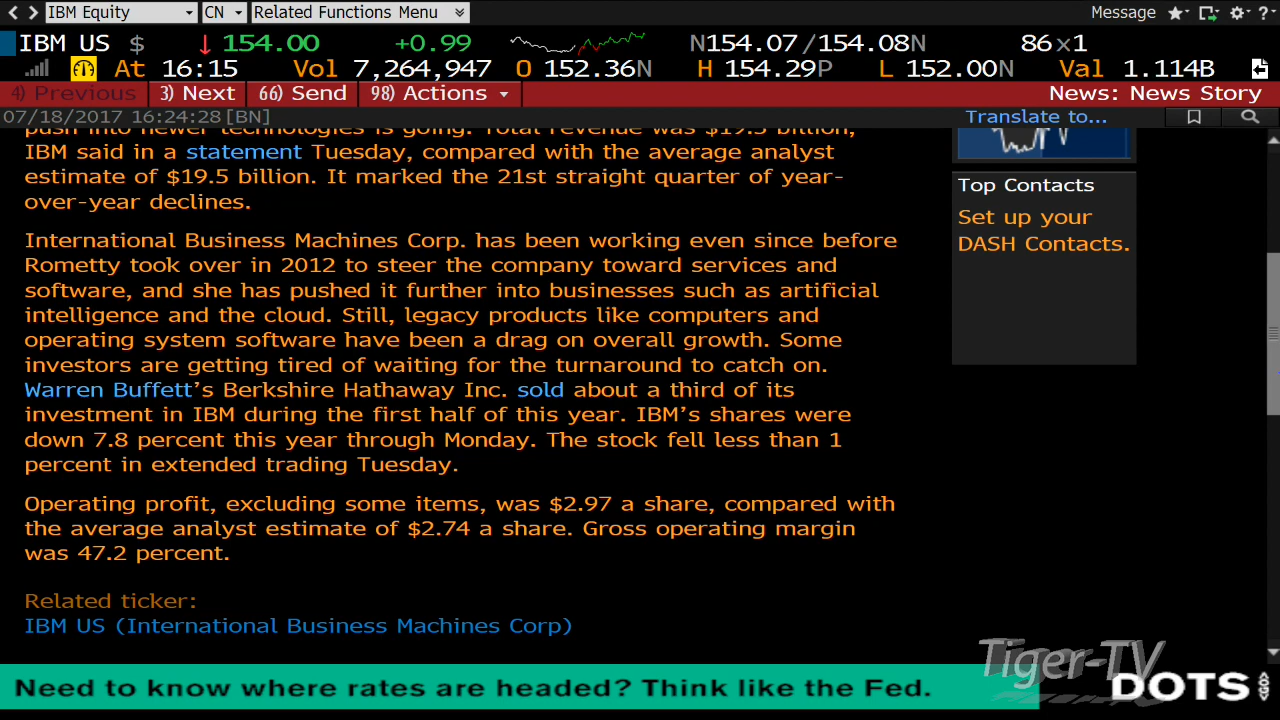 IBM Equity CN Related Functions Menu Message ?
IBM US $ ↓ 154.00 +0.99 N154.07/154.08N 86x1
At 16:15 Vol 7,264,947 O 152.36N H 154.29P L 152.00N Val 1.114B
4) Previous 3) Next 66) Send 98) Actions News: News Story
07/18/2017 16:24:28 [BN] Translate to...
push into newer technologies is going. Total revenue was $19.3 billion,
IBM said in a statement Tuesday, compared with the average analyst
estimate of $19.5 billion. It marked the 21st straight quarter of year-
over-year declines.
International Business Machines Corp. has been working even since before
Rometty took over in 2012 to steer the company toward services and
software, and she has pushed it further into businesses such as artificial
intelligence and the cloud. Still, legacy products like computers and
operating system software have been a drag on overall growth. Some
investors are getting tired of waiting for the turnaround to catch on.
Warren Buffett’s Berkshire Hathaway Inc. sold about a third of its
investment in IBM during the first half of this year. IBM’s shares were
down 7.8 percent this year through Monday. The stock fell less than 1
percent in extended trading Tuesday.
Operating profit, excluding some items, was $2.97 a share, compared with
the average analyst estimate of $2.74 a share. Gross operating margin
was 47.2 percent.
Related ticker:
IBM US (International Business Machines Corp)
Top Contacts
Set up your
DASH Contacts.
Tiger-TV
Need to know where rates are headed? Think like the Fed.
DOTS